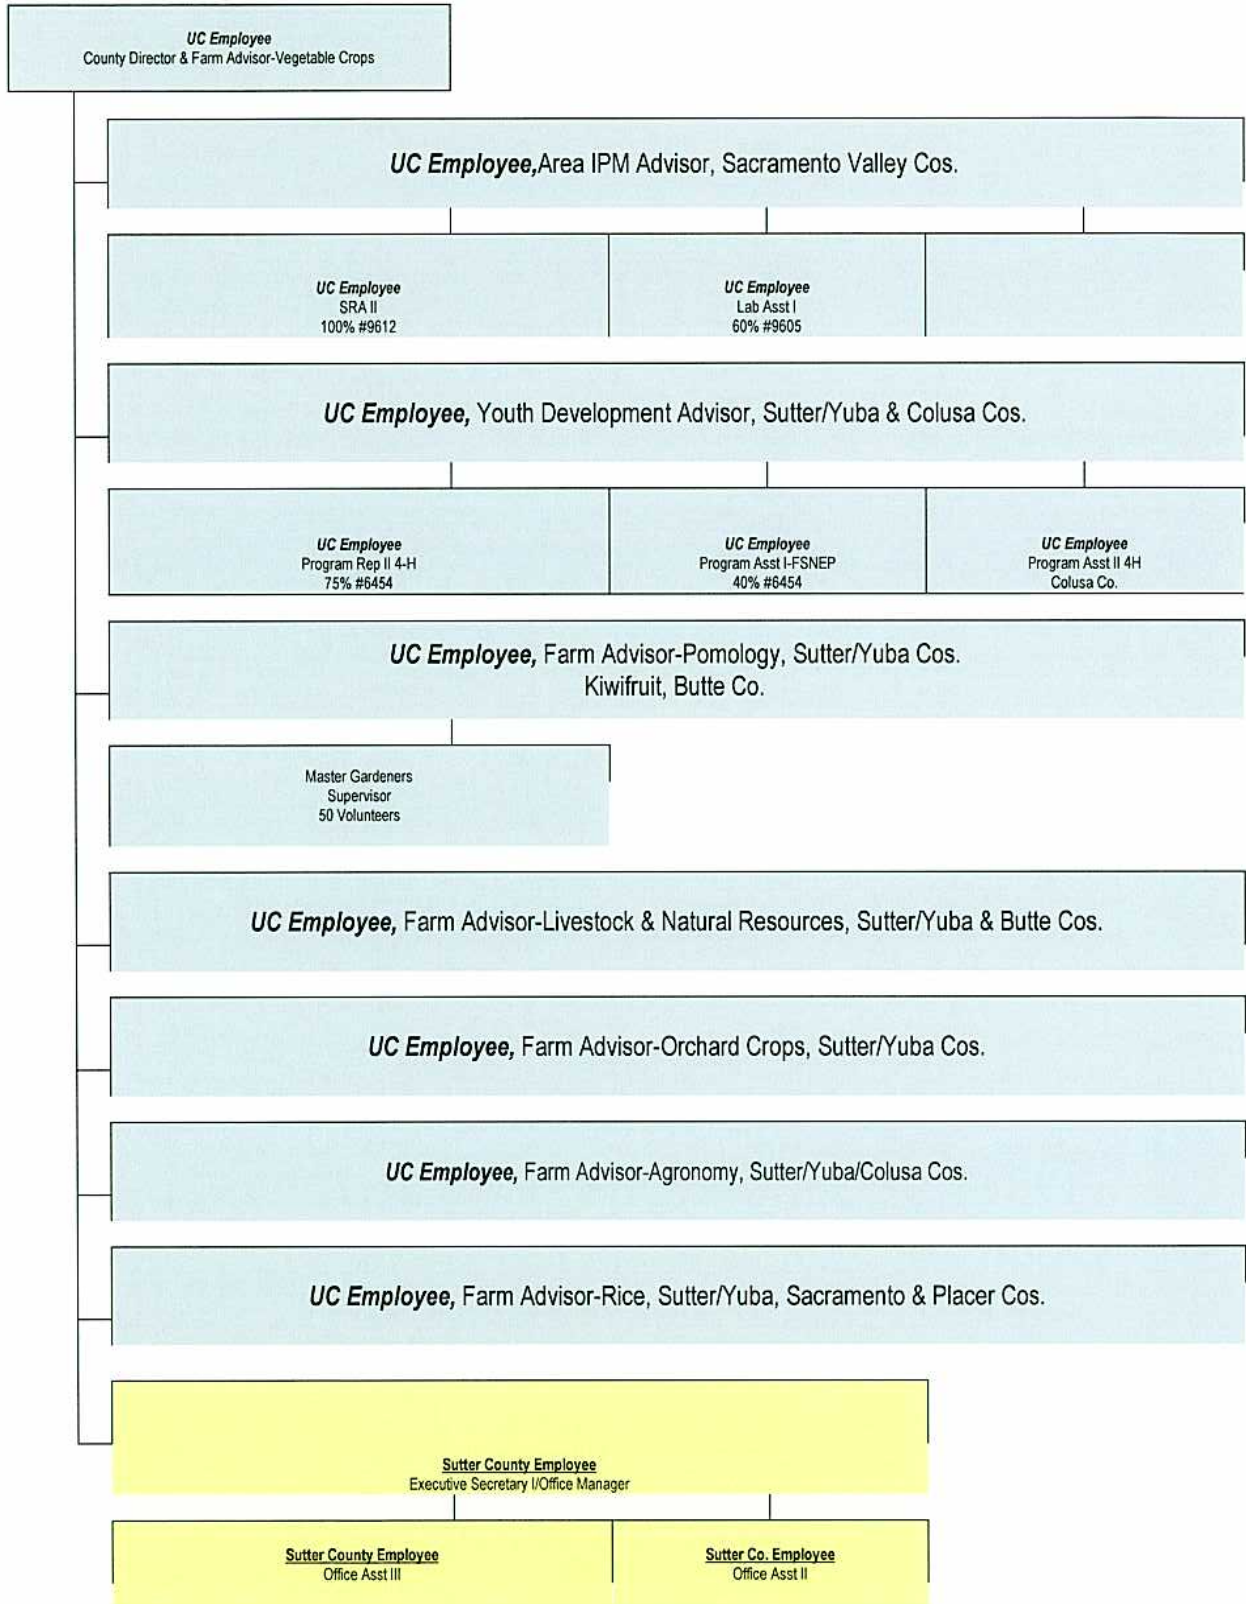 UC Employee
County Director & Farm Advisor-Vegetable Crops
UC Employee,Area IPM Advisor, Sacramento Valley Cos.
UC Employee
SRA II
100% #9612
UC Employee
Lab Asst I
60% #9605
UC Employee, Youth Development Advisor, Sutter/Yuba & Colusa Cos.
UC Employee
Program Rep II 4-H
75% #6454
UC Employee
Program Asst I-FSNEP
40% #6454
UC Employee
Program Asst II 4H
Colusa Co.
UC Employee, Farm Advisor-Pomology, Sutter/Yuba Cos.
Kiwifruit, Butte Co.
Master Gardeners
Supervisor
50 Volunteers
UC Employee, Farm Advisor-Livestock & Natural Resources, Sutter/Yuba & Butte Cos.
UC Employee, Farm Advisor-Orchard Crops, Sutter/Yuba Cos.
UC Employee, Farm Advisor-Agronomy, Sutter/Yuba/Colusa Cos.
UC Employee, Farm Advisor-Rice, Sutter/Yuba, Sacramento & Placer Cos.
Sutter County Employee
Executive Secretary I/Office Manager
Sutter County Employee
Office Asst III
Sutter Co. Employee
Office Asst II